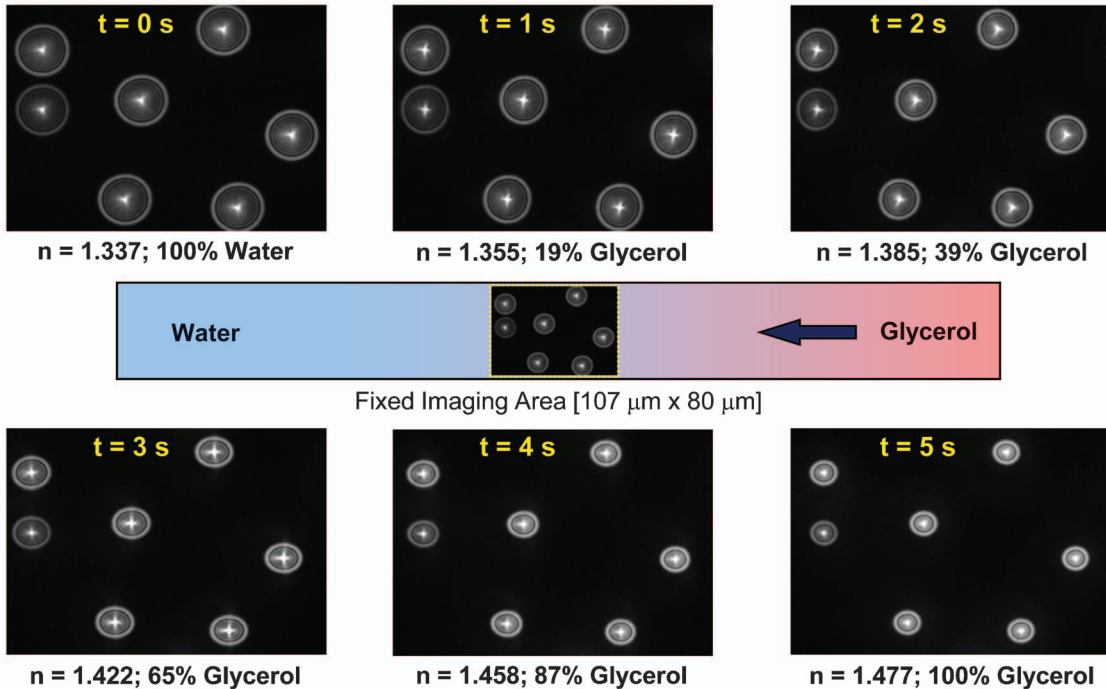 t = 0 s
t = 1 s
t = 2 s
n = 1.337; 100% Water
n = 1.355; 19% Glycerol
n = 1.385; 39% Glycerol
Water
Glycerol
Fixed Imaging Area [107 μm x 80 μm]
t = 3 s
t = 4 s
t = 5 s
n = 1.422; 65% Glycerol
n = 1.458; 87% Glycerol
n = 1.477; 100% Glycerol